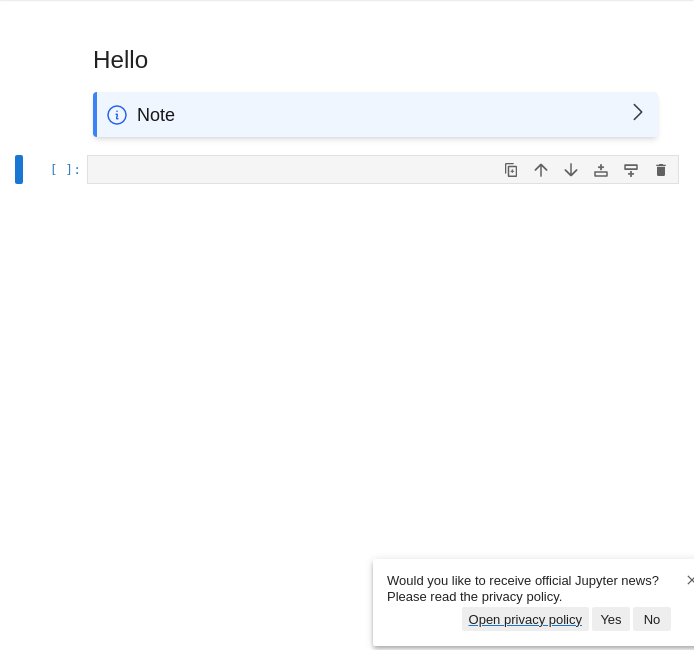 Hello
Note
[ ]:
Would you like to receive official Jupyter news?
Please read the privacy policy.
Open privacy policy Yes No